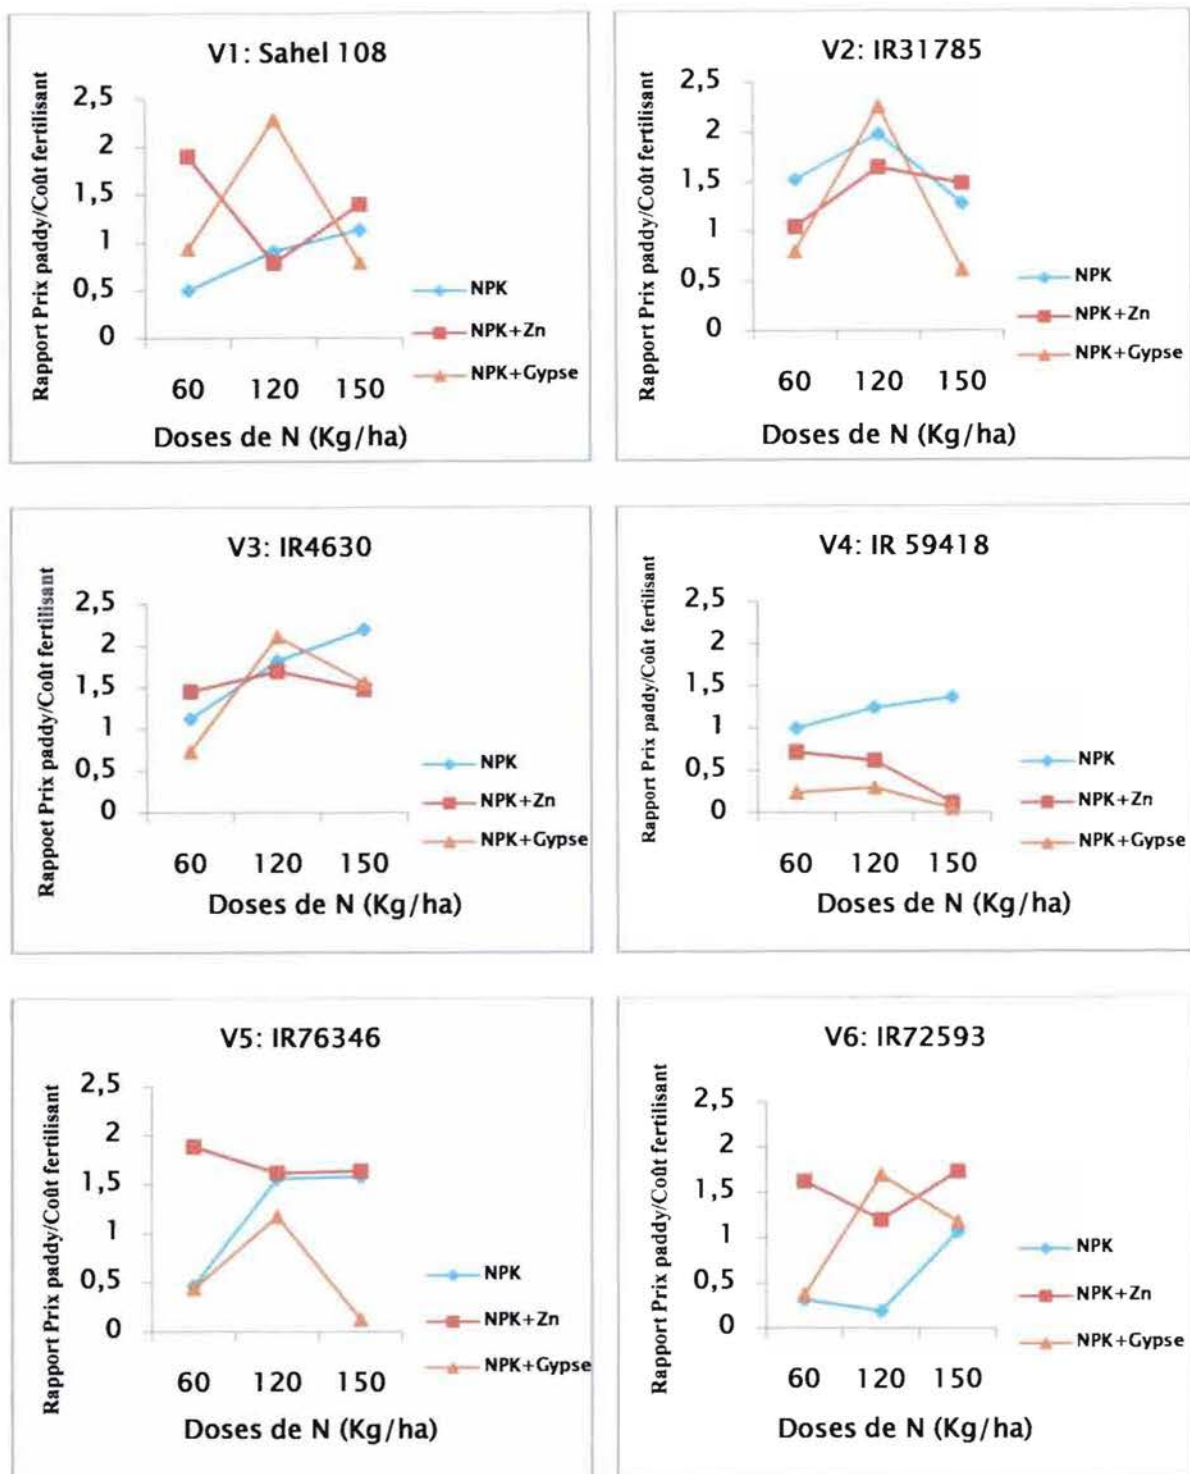 V1: Sahel 108
Rapport Prix paddy/Coût fertilisant
2,5
2
1,5
1
0,5
0
60 120 150
Doses de N (Kg/ha)
NPK
NPK+Zn
NPK+Gypse
V2: IR31785
Rapport Prix paddy/Coût fertilisant
2,5
2
1,5
1
0,5
0
60 120 150
Doses de N (Kg/ha)
NPK
NPK+Zn
NPK+Gypse
V3: IR4630
Rappoet Prix paddy/Coût fertilisant
2,5
2
1,5
1
0,5
0
60 120 150
Doses de N (Kg/ha)
NPK
NPK+Zn
NPK+Gypse
V4: IR 59418
Rapport Prix paddy/Coût fertilisant
2,5
2
1,5
1
0,5
0
60 120 150
Doses de N (Kg/ha)
NPK
NPK+Zn
NPK+Gypse
V5: IR76346
Rapport Prix paddy/Coût fertilisant
2,5
2
1,5
1
0,5
0
60 120 150
Doses de N (Kg/ha)
NPK
NPK+Zn
NPK+Gypse
V6: IR72593
Rapport Prix paddy/Coût fertilisant
2,5
2
1,5
1
0,5
0
60 120 150
Doses de N (Kg/ha)
NPK
NPK+Zn
NPK+Gypse